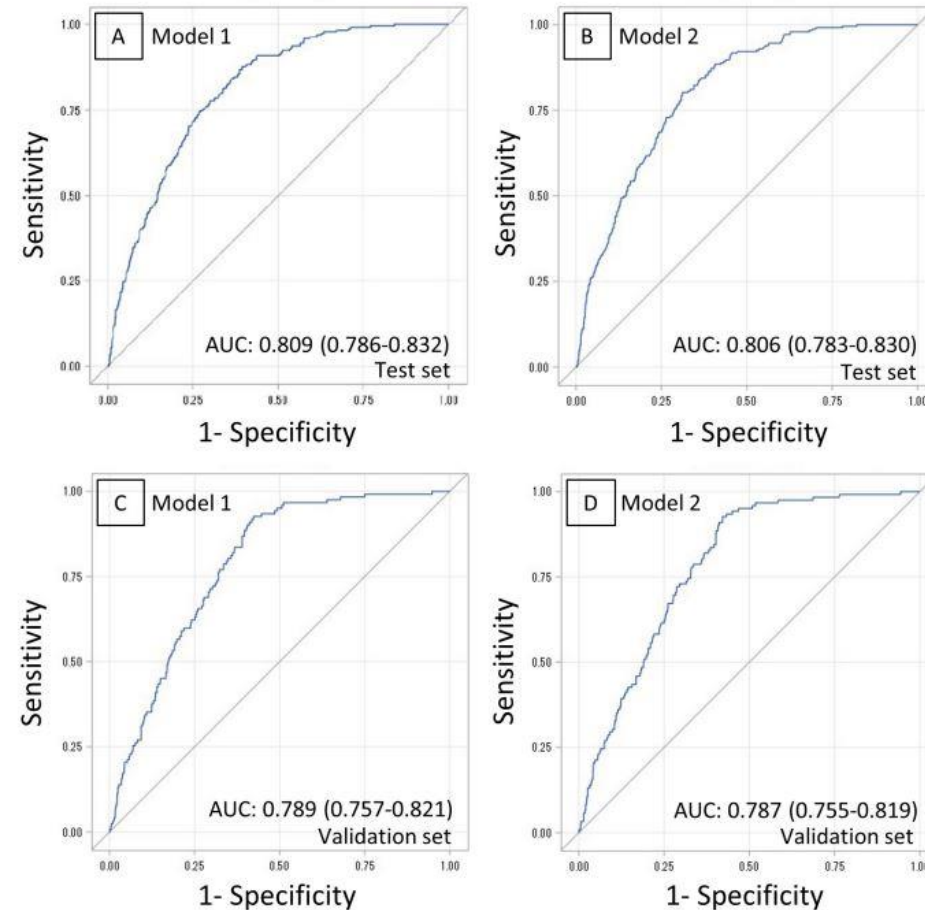 A Model 1
1.00
0.75
0.50
0.25
0.00
Sensitivity
AUC: 0.809 (0.786-0.832)
Test set
0.00 0.25 0.50 0.75 1.00
1- Specificity
B Model 2
1.00
0.75
0.50
0.25
0.00
Sensitivity
AUC: 0.806 (0.783-0.830)
Test set
0.00 0.25 0.50 0.75 1.00
1- Specificity
C Model 1
1.00
0.75
0.50
0.25
0.00
Sensitivity
AUC: 0.789 (0.757-0.821)
Validation set
0.00 0.25 0.50 0.75 1.00
1- Specificity
D Model 2
1.00
0.75
0.50
0.25
0.00
Sensitivity
AUC: 0.787 (0.755-0.819)
Validation set
0.00 0.25 0.50 0.75 1.00
1- Specificity